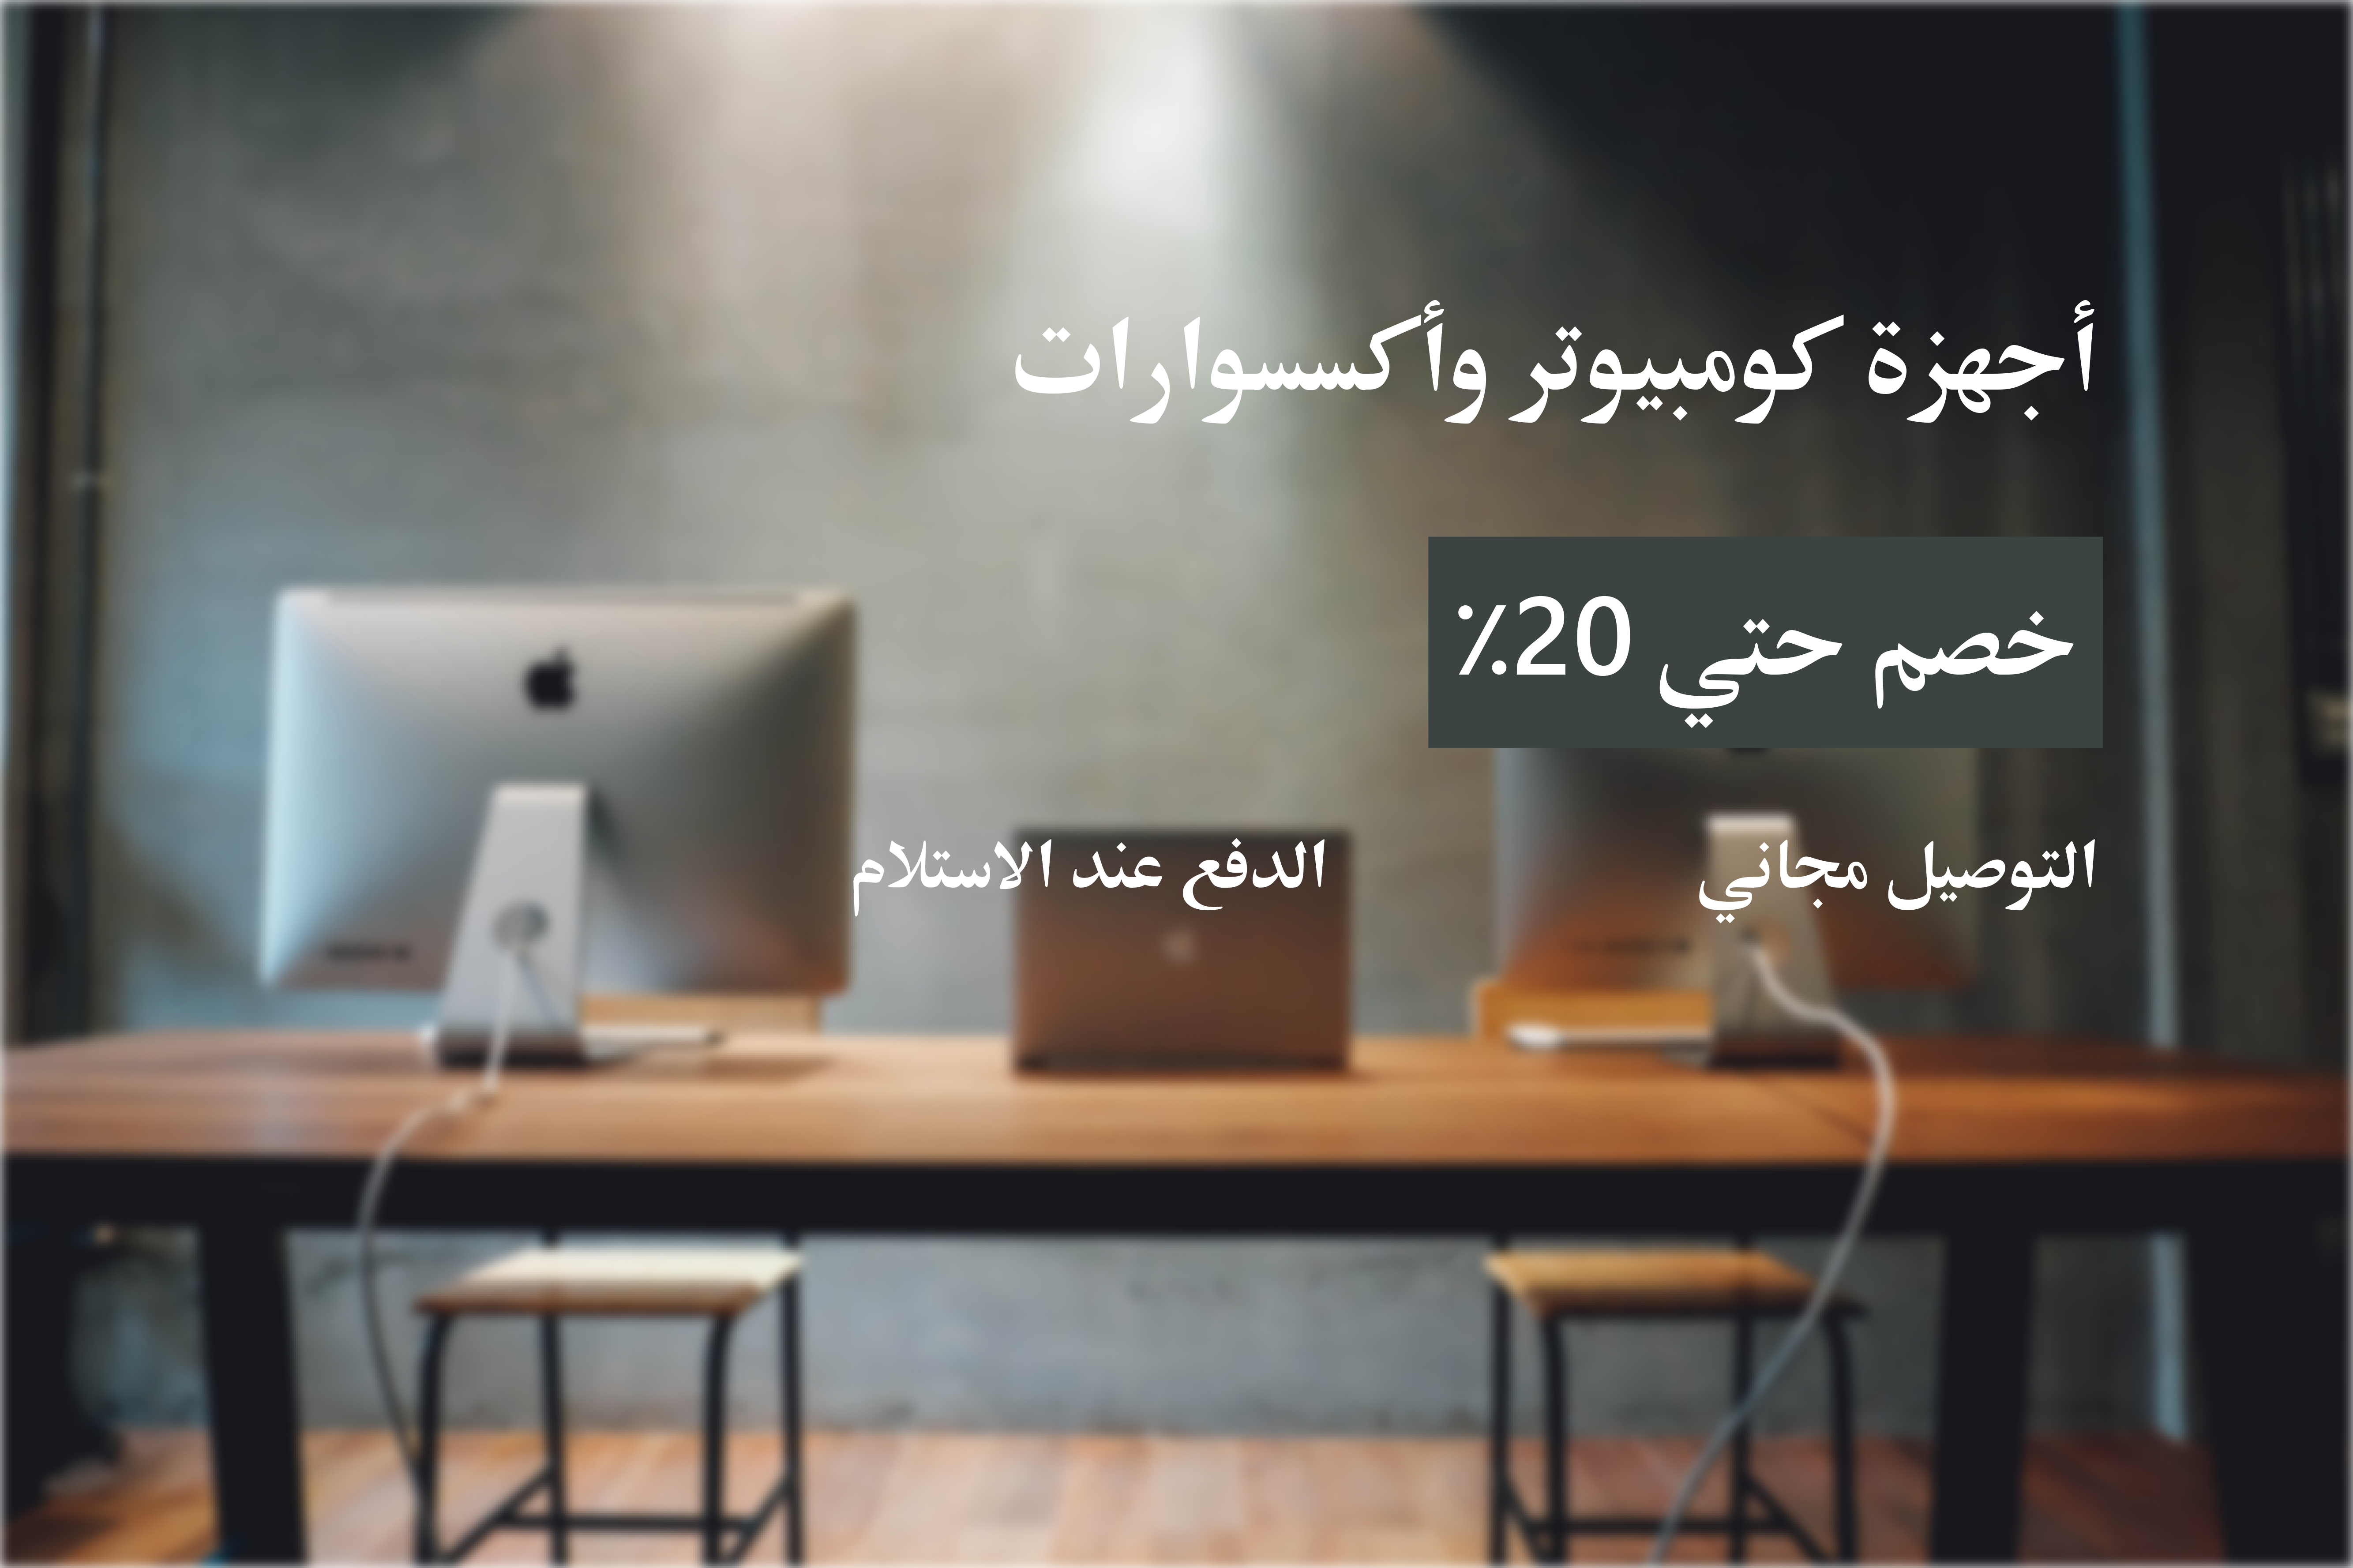 أجهزة كومبيوتر وأكسسوارات
خصم حتي 20٪
التوصيل مجاني
الدفع عند الاستلام